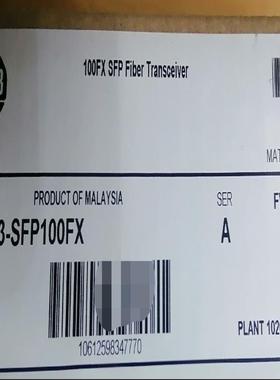 100FX SFP Fiber Transceiver
MAT
PRODUCT OF MALAYSIA
SER
F
3-SFP100FX
A
10612598347770
PLANT 102